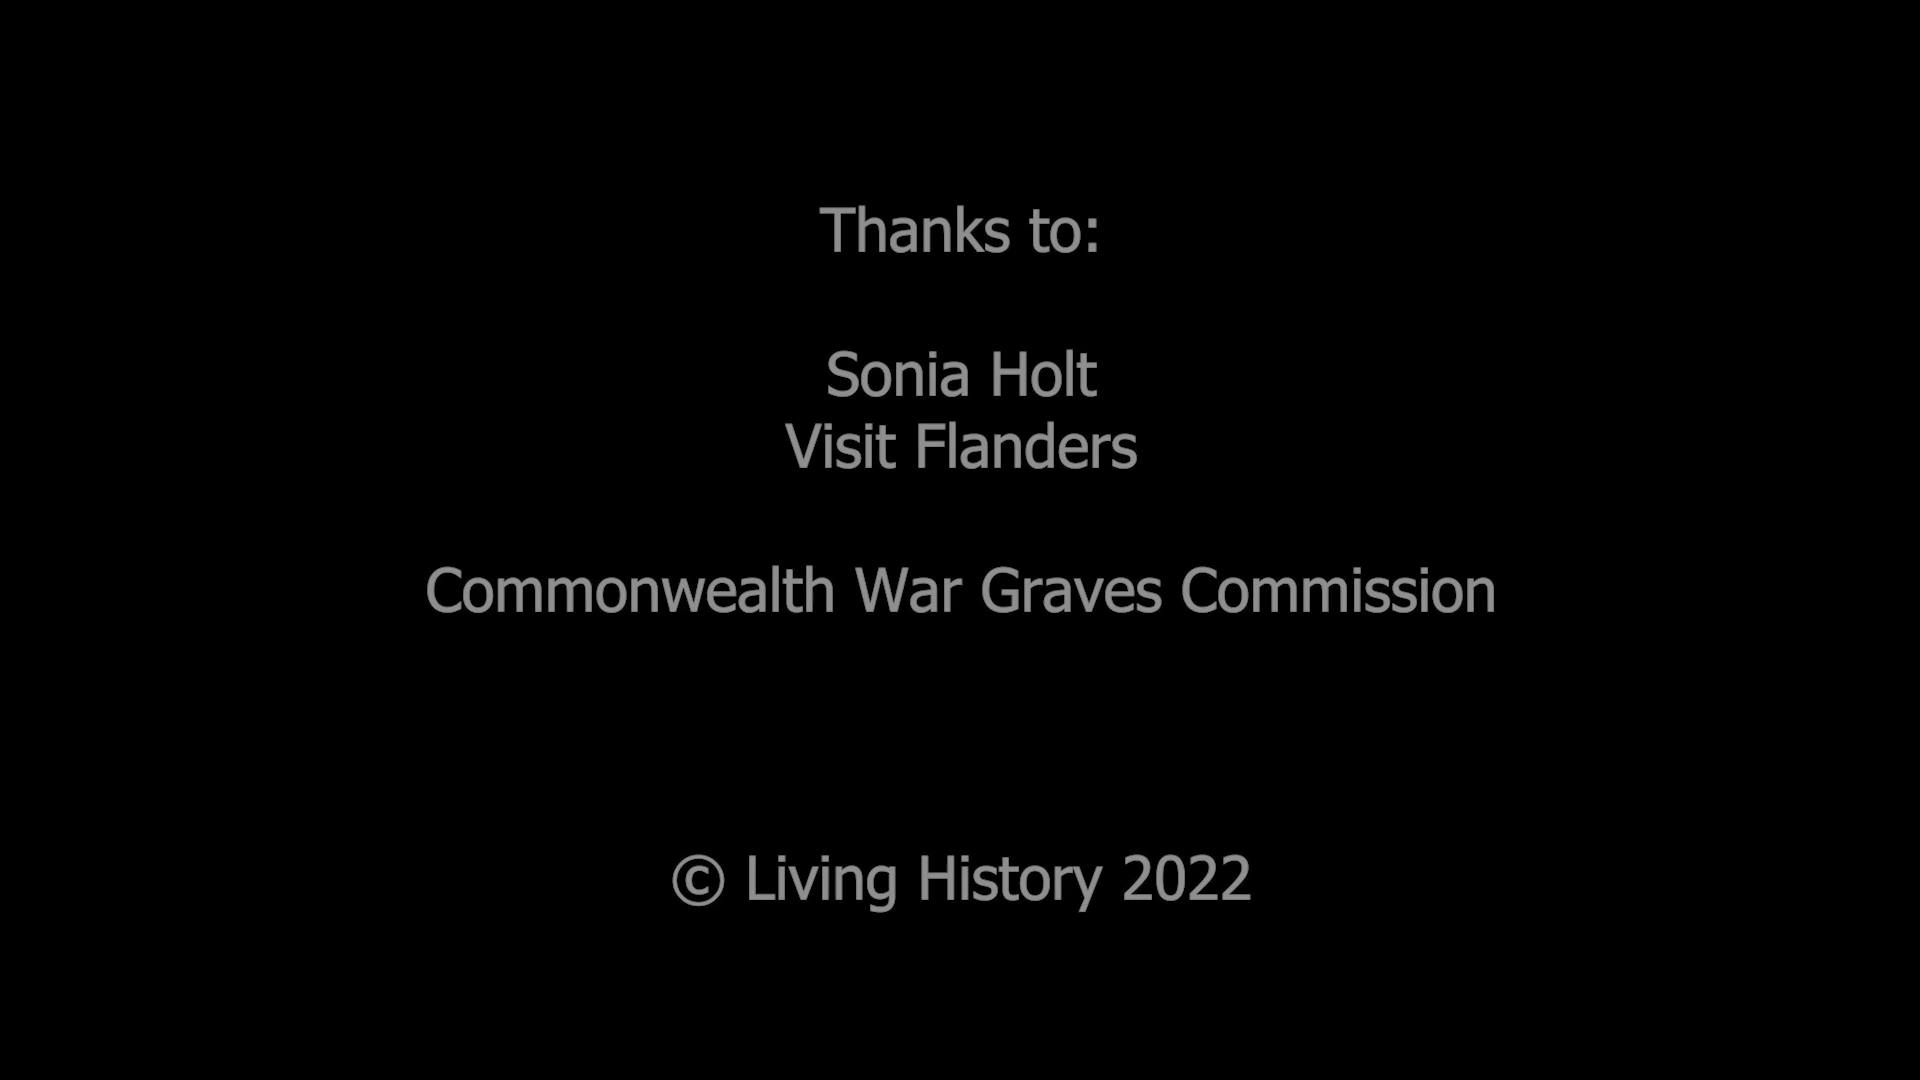 Thanks to:
Sonia Holt
Visit Flanders
Commonwealth War Graves Commission
© Living History 2022